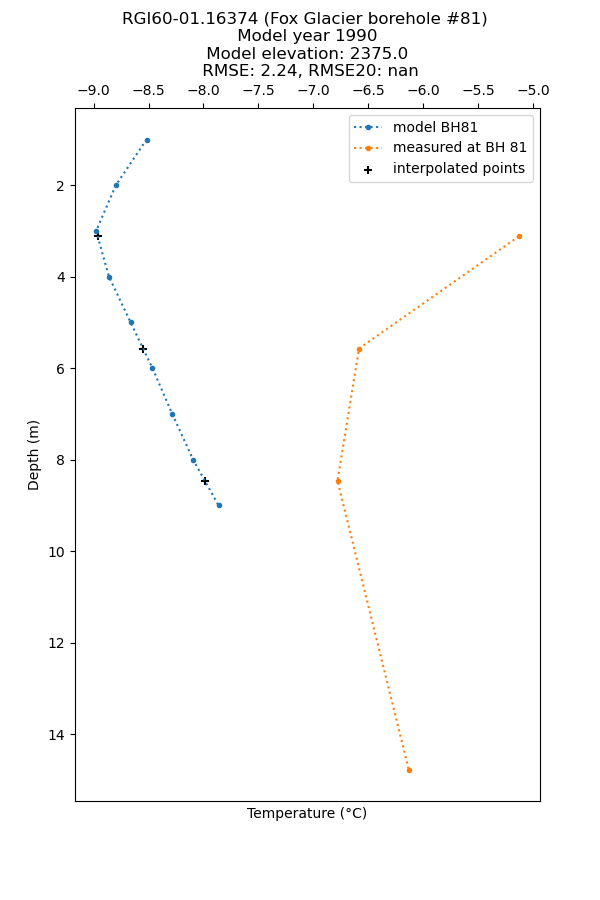 RGI60-01.16374 (Fox Glacier borehole #81)
Model year 1990
Model elevation: 2375.0
RMSE: 2.24, RMSE20: nan
−9.0 −8.5 −8.0 −7.5 −7.0 −6.5 −6.0 −5.5 −5.0
model BH81
measured at BH 81
interpolated points
2
4
6
8
10
12
14
Depth (m)
Temperature (°C)